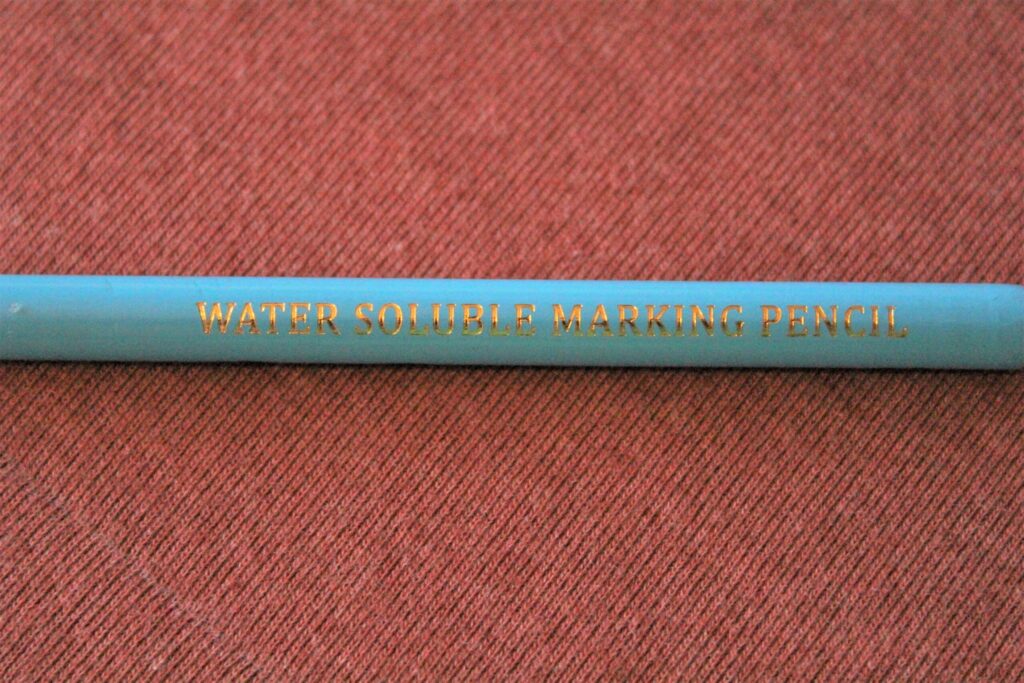 WATER SOLUBLE MARKING PENCIL